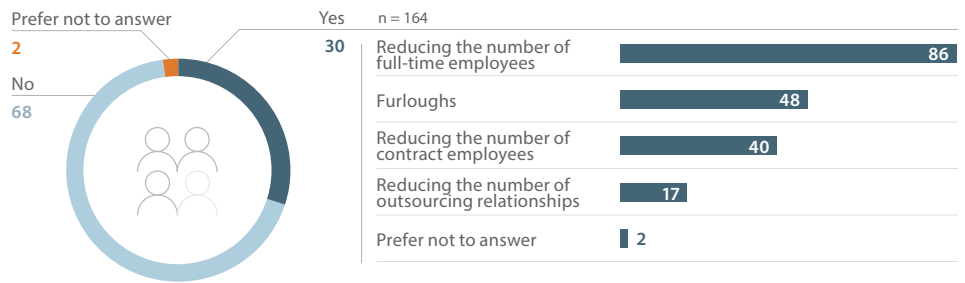 Prefer not to answer
2
No
68
Yes
30
n = 164
Reducing the number of
full-time employees
86
Furloughs
48
Reducing the number of
contract employees
40
Reducing the number of
outsourcing relationships
17
Prefer not to answer
2